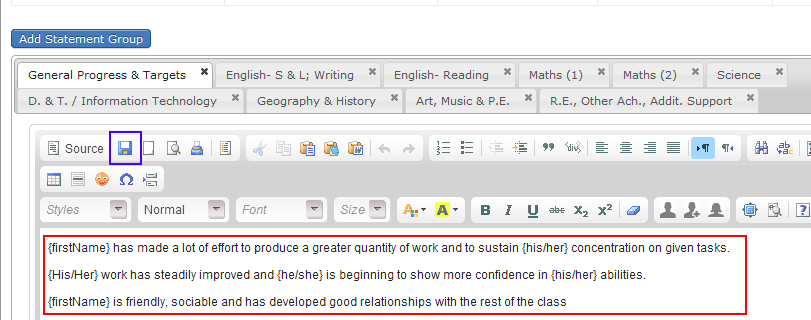 Add Statement Group
General Progress & Targets English- S & L; Writing English- Reading Maths (1) Maths (2) Science
D. & T. / Information Technology Geography & History Art, Music & P.E. R.E., Other Ach., Addit. Support
Source
Styles Normal Font Size A A B I U abc X2 X2
{firstName} has made a lot of effort to produce a greater quantity of work and to sustain {his/her} concentration on given tasks.
{His/Her} work has steadily improved and {he/she} is beginning to show more confidence in {his/her} abilities.
{firstName} is friendly, sociable and has developed good relationships with the rest of the class